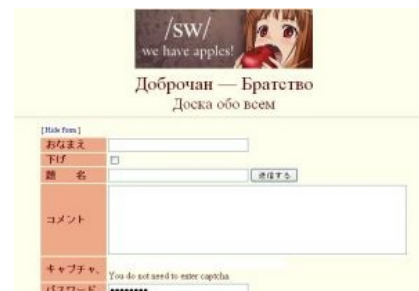 /sw/
we have apples!
Доброчан — Братство
Доска обо всем
[Hide form]
おなまえ
下げ
題 名 送信する
コメント
キャプチャ、 You do not need to enter captcha
パスワード ••••••••